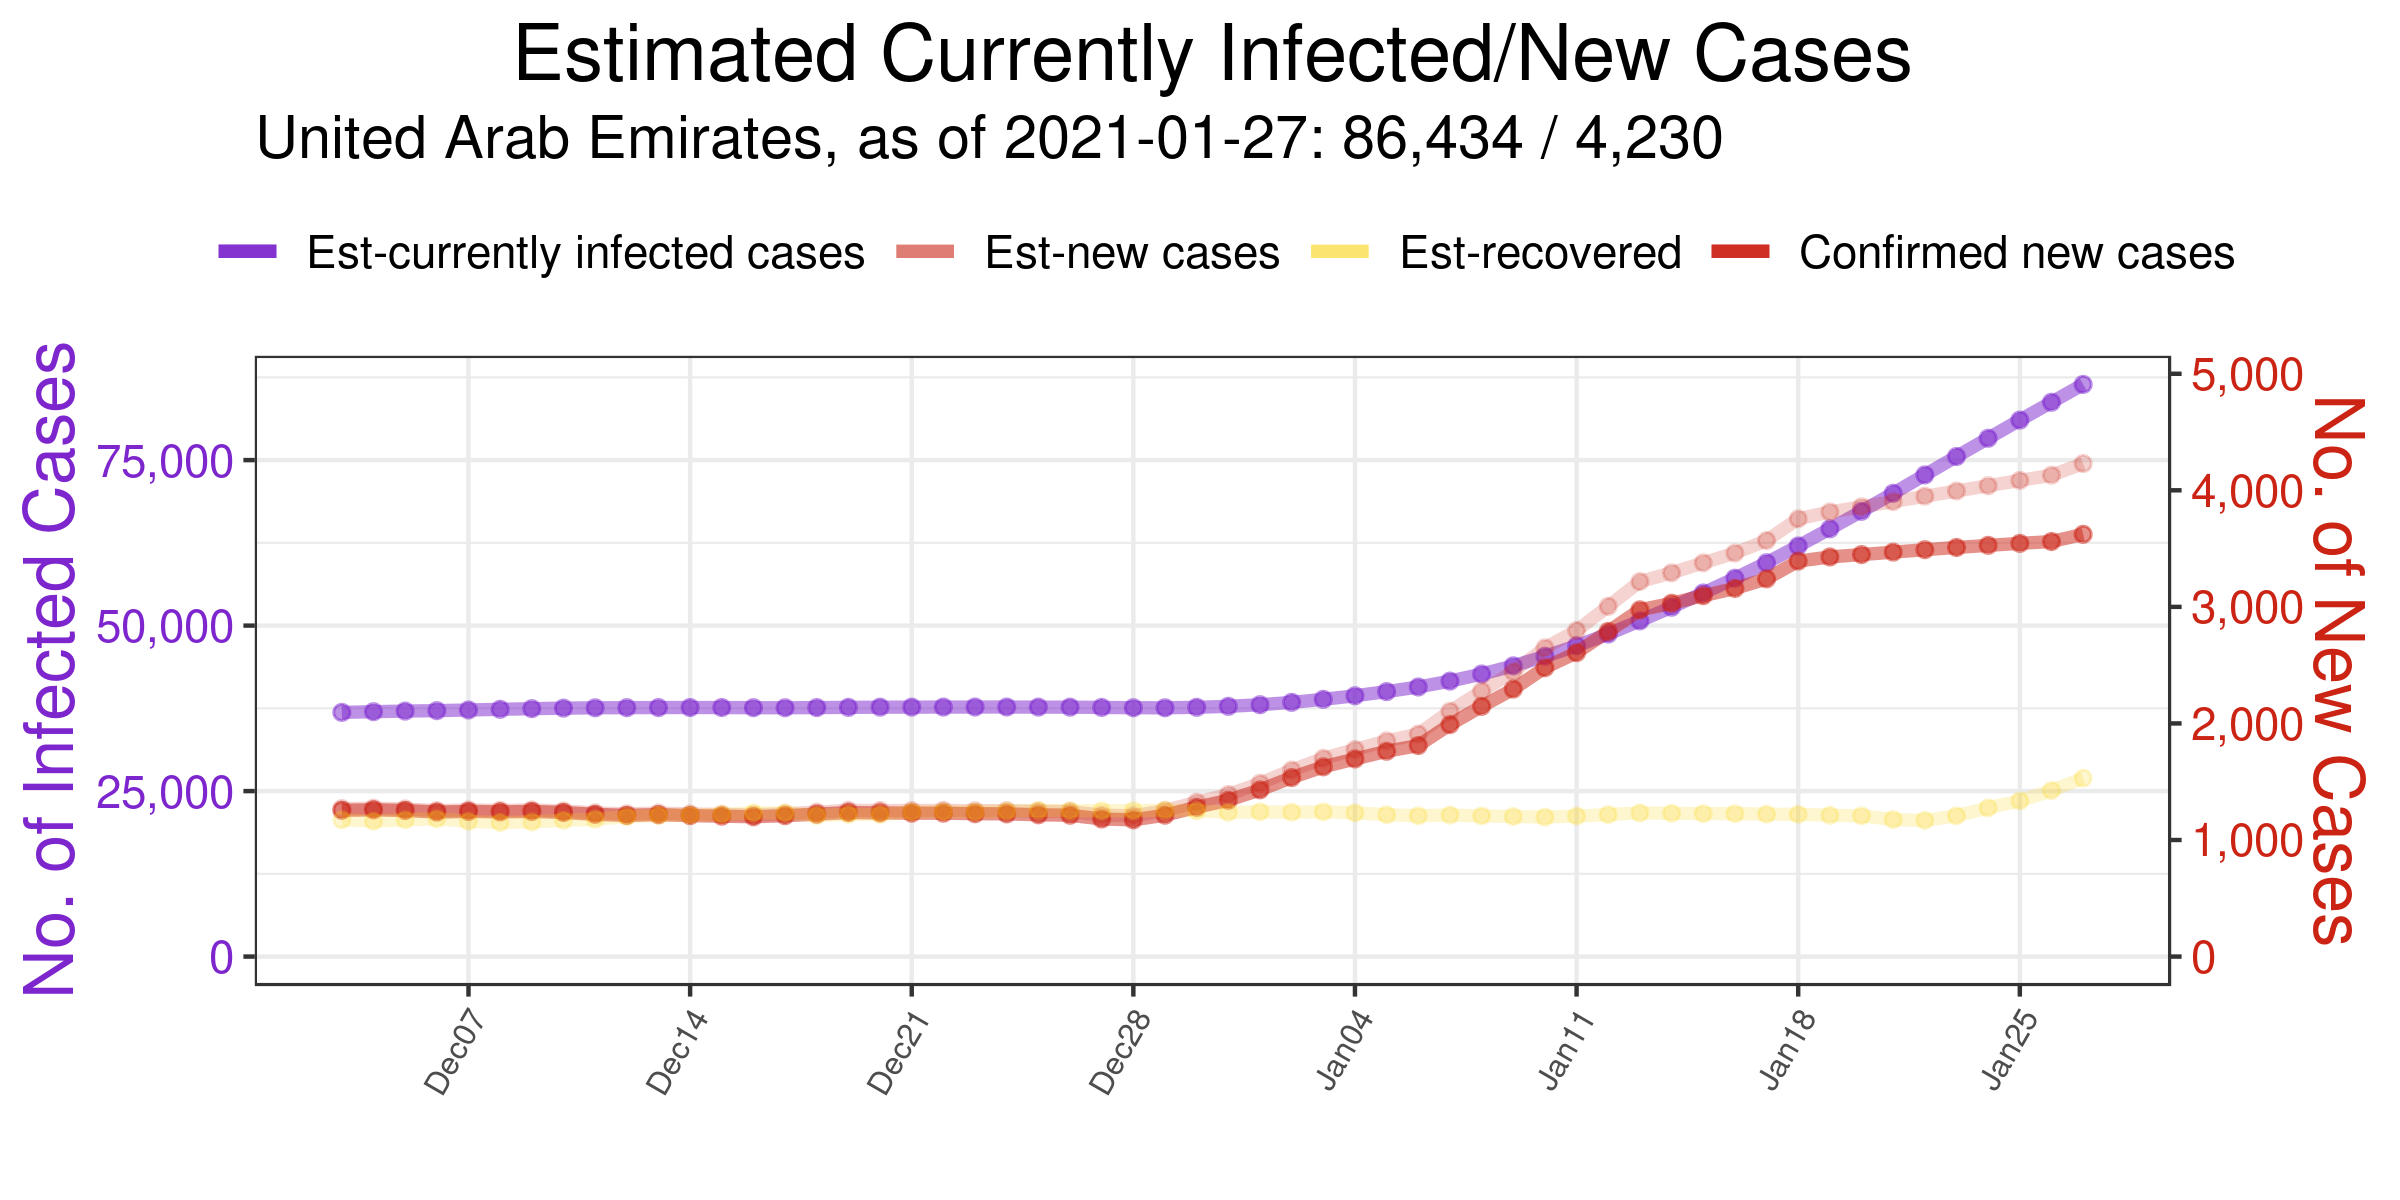 Estimated Currently Infected/New Cases
United Arab Emirates, as of 2021-01-27: 86,434 / 4,230
Est-currently infected cases Est-new cases Est-recovered Confirmed new cases
No. of Infected Cases
75,000
50,000
25,000
0
5,000
4,000
3,000
2,000
1,000
0
No. of New Cases
Dec07 Dec14 Dec21 Dec28 Jan04 Jan11 Jan18 Jan25